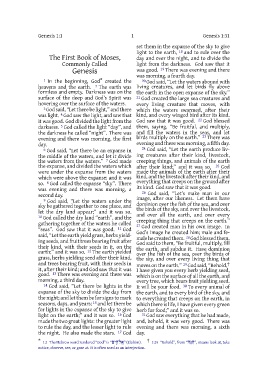 Genesis 1:1 1 Genesis 1:31
The First Book of Moses,
Commonly Called
Genesis
1 In the beginning, God* created the
heavens and the earth. 2 The earth was
formless and empty. Darkness was on the
surface of the deep and God's Spirit was
hovering over the surface of the waters.
3 God said, "Let there be light," and there
was light. 4 God saw the light, and saw that
it was good. God divided the light from the
darkness. 5 God called the light "day", and
the darkness he called "night". There was
evening and there was morning, the first
day.
6 God said, "Let there be an expanse in
the middle of the waters, and let it divide
the waters from the waters." 7 God made
the expanse, and divided the waters which
were under the expanse from the waters
which were above the expanse; and it was
so. 8 God called the expanse "sky". There
was evening and there was morning, a
second day.
9 God said, "Let the waters under the
sky be gathered together to one place, and
let the dry land appear;" and it was so.
10 God called the dry land "earth", and the
gathering together of the waters he called
"seas". God saw that it was good. 11 God
said, "Let the earth yield grass, herbs yield-
ing seeds, and fruit trees bearing fruit after
their kind, with their seeds in it, on the
earth;" and it was so. 12 The earth yielded
grass, herbs yielding seed after their kind,
and trees bearing fruit, with their seeds in
it, after their kind; and God saw that it was
good. 13 There was evening and there was
morning, a third day.
14 God said, "Let there be lights in the
expanse of the sky to divide the day from
the night; and let them be for signs to mark
seasons, days, and years; 15 and let them be
for lights in the expanse of the sky to give
light on the earth;" and it was so. 16 God
made the two great lights: the greater light
to rule the day, and the lesser light to rule
the night. He also made the stars. 17 God
set them in the expanse of the sky to give
light to the earth, 18 and to rule over the
day and over the night, and to divide the
light from the darkness. God saw that it
was good. 19 There was evening and there
was morning, a fourth day.
20 God said, "Let the waters abound with
living creatures, and let birds fly above
the earth in the open expanse of the sky."
21 God created the large sea creatures and
every living creature that moves, with
which the waters swarmed, after their
kind, and every winged bird after its kind.
God saw that it was good. 22 God blessed
them, saying, "Be fruitful, and multiply,
and fill the waters in the seas, and let
birds multiply on the earth." 23 There was
evening and there was morning, a fifth day.
24 God said, "Let the earth produce liv-
ing creatures after their kind, livestock,
creeping things, and animals of the earth
after their kind;" and it was so. 25 God
made the animals of the earth after their
kind, and the livestock after their kind, and
everything that creeps on the ground after
its kind. God saw that it was good.
26 God said, "Let's make man in our
image, after our likeness. Let them have
dominion over the fish of the sea, and over
the birds of the sky, and over the livestock,
and over all the earth, and over every
creeping thing that creeps on the earth."
27 God created man in his own image. In
God's image he created him; male and fe-
male he created them. 28 God blessed them.
God said to them, "Be fruitful, multiply, fill
the earth, and subdue it. Have dominion
over the fish of the sea, over the birds of
the sky, and over every living thing that
moves on the earth." 29 God said, "Behold,†
I have given you every herb yielding seed,
which is on the surface of all the earth, and
every tree, which bears fruit yielding seed.
It will be your food. 30 To every animal of
the earth, and to every bird of the sky, and
to everything that creeps on the earth, in
which there is life, I have given every green
herb for food;" and it was so.
31 God saw everything that he had made,
and, behold, it was very good. There was
evening and there was morning, a sixth
day.